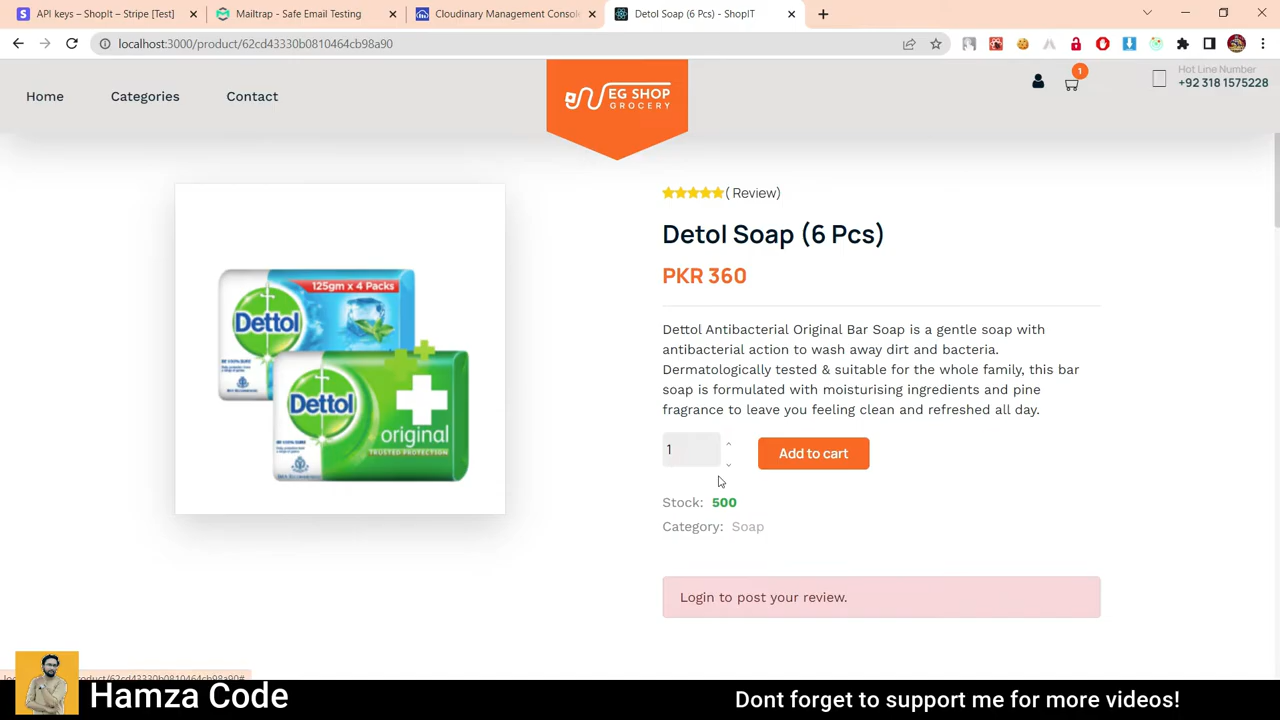 API keys – ShopIt – Stripe [Test]
Mailtrap - Safe Email Testing
Cloudinary Management Consol
Detol Soap (6 Pcs) - ShopIT
localhost:3000/product/62cd43330b0810464cb98a90
Home
Categories
Contact
EG SHOP
GROCERY
1
Hot Line Number
+92 318 1575228
( Review)
Detol Soap (6 Pcs)
PKR 360
Dettol Antibacterial Original Bar Soap is a gentle soap with
antibacterial action to wash away dirt and bacteria.
Dermatologically tested & suitable for the whole family, this bar
soap is formulated with moisturising ingredients and pine
fragrance to leave you feeling clean and refreshed all day.
125gm x 4 Packs
Dettol
Dettol
original
TRUSTED PROTECTION
1
Add to cart
Stock: 500
Category: Soap
Login to post your review.
Hamza Code
Dont forget to support me for more videos!